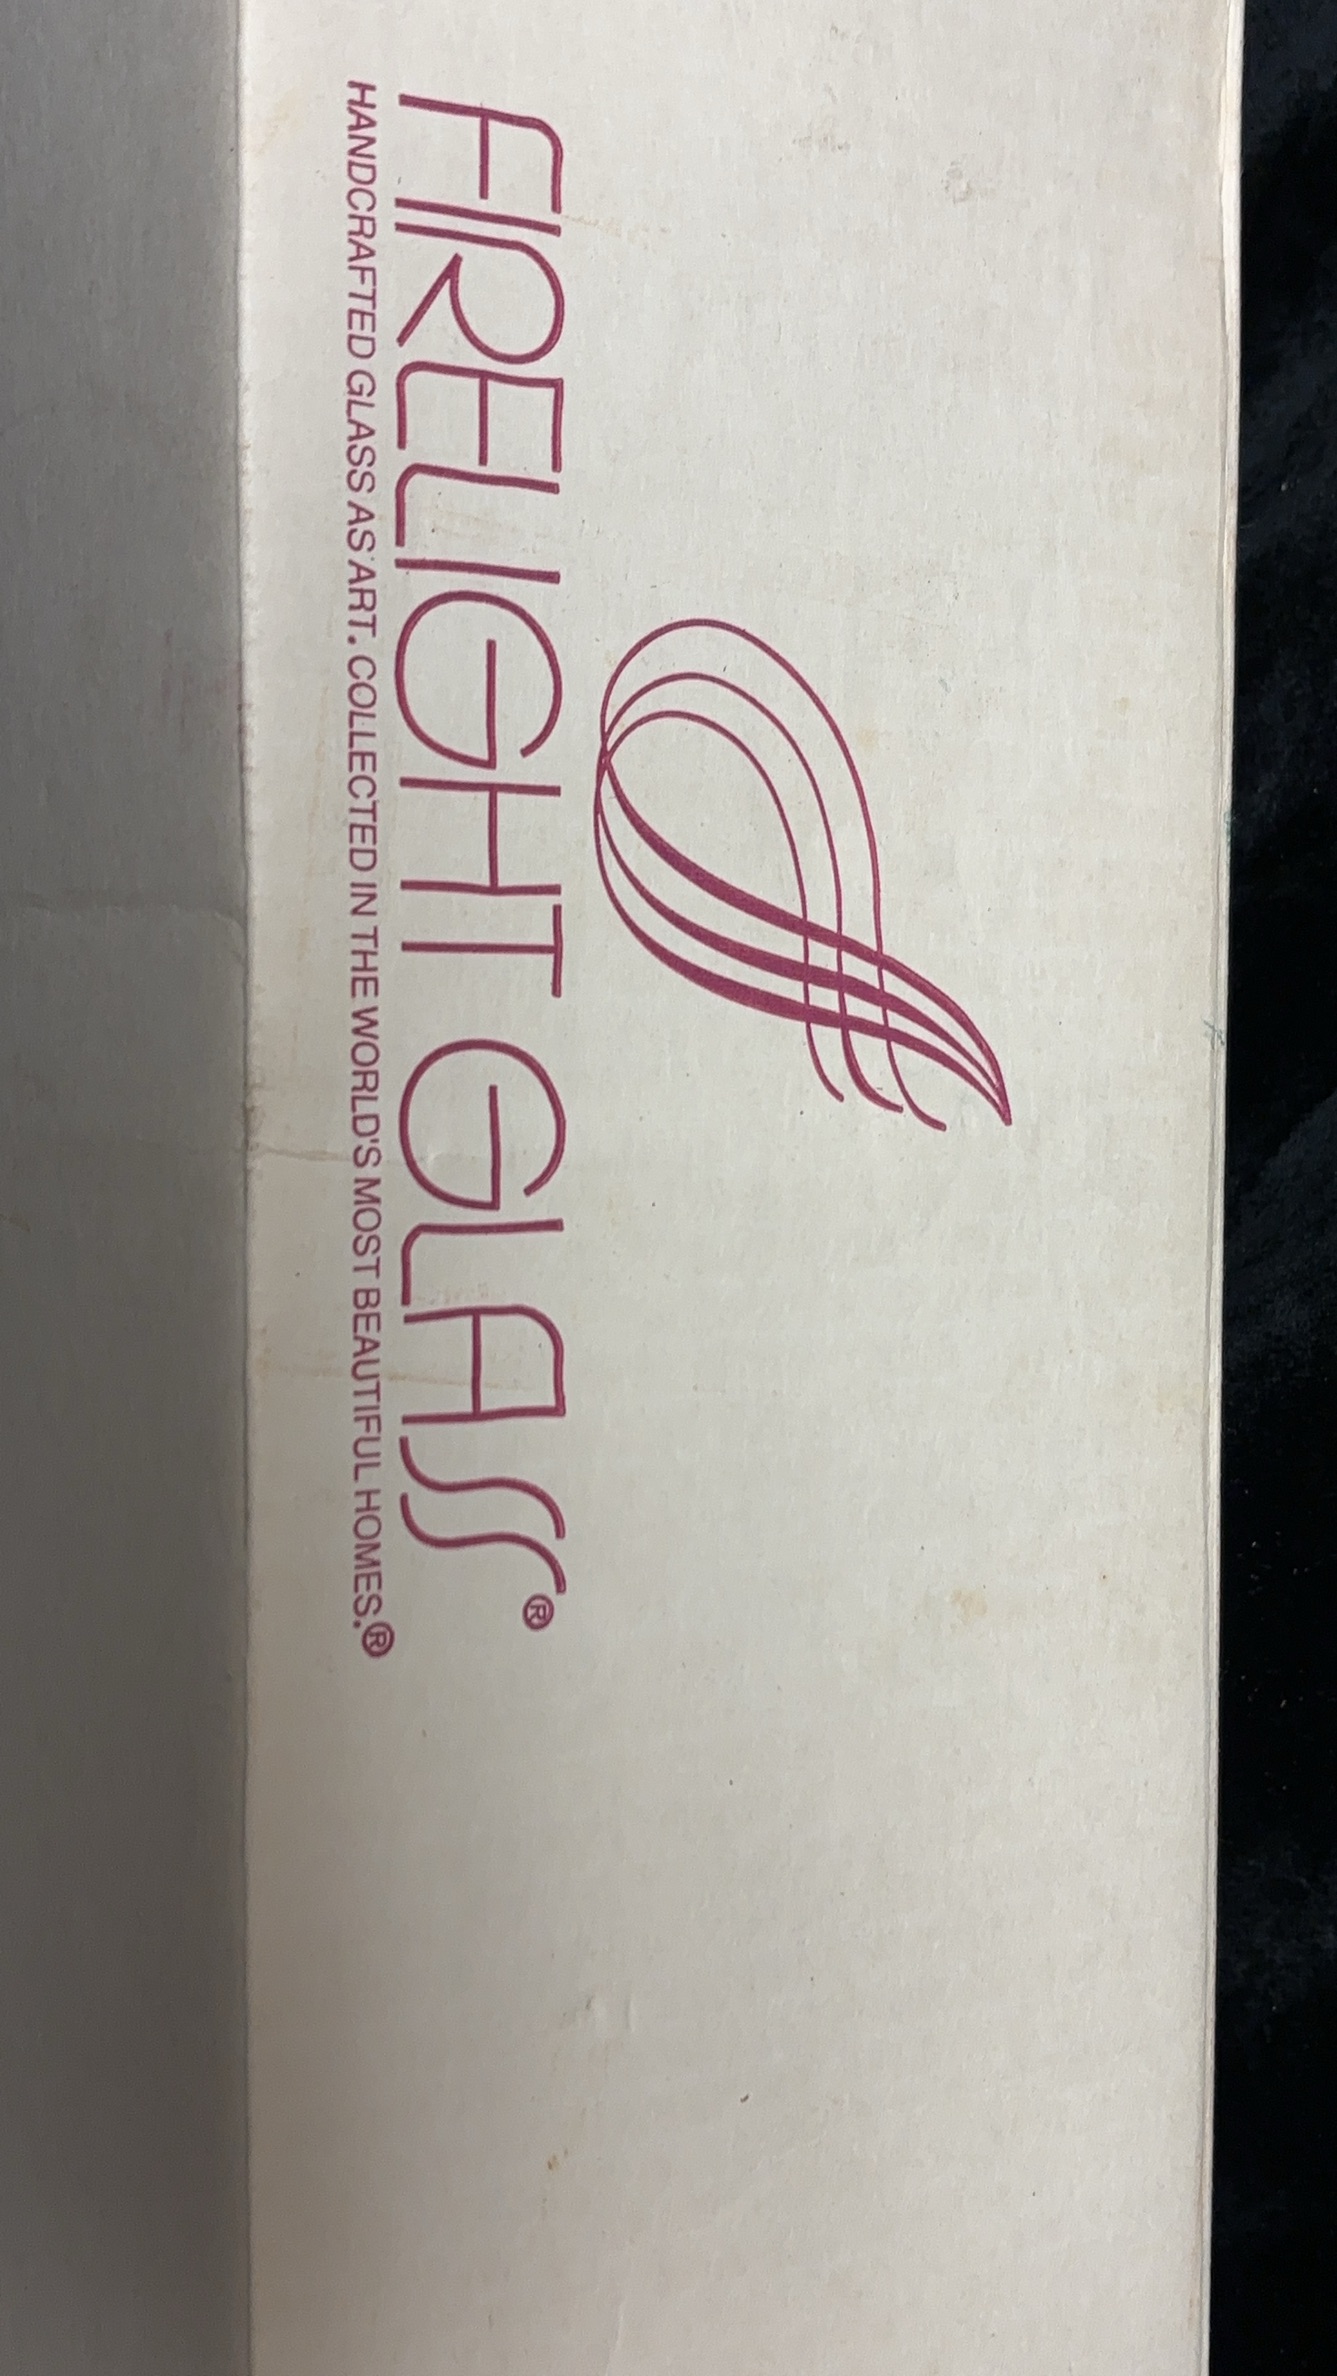 FIRELIGHT GLASS®
HANDCRAFTED GLASS AS ART. COLLECTED IN THE WORLD'S MOST BEAUTIFUL HOMES.®